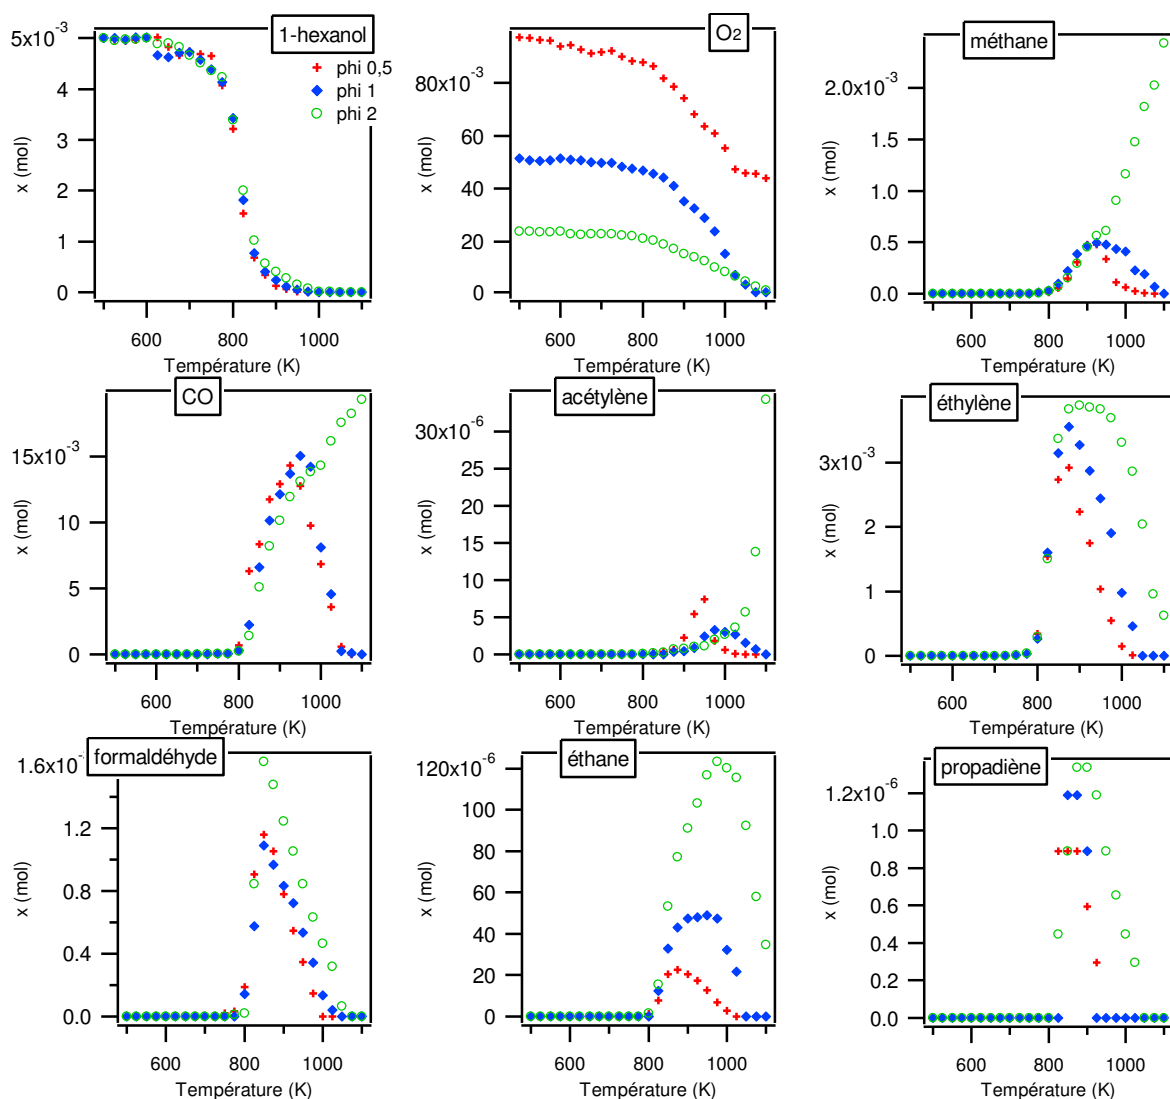 1-hexanol
phi 0,5
phi 1
phi 2
5x10-3
4
3
2
1
0
x (mol)
600 800 1000
Température (K)
O2
80x10-3
60
40
20
0
x (mol)
600 800 1000
Température (K)
méthane
2.0x10-3
1.5
1.0
0.5
0.0
x (mol)
600 800 1000
Température (K)
CO
15x10-3
10
5
0
x (mol)
600 800 1000
Température (K)
acétylène
30x10-6
25
20
15
10
5
0
x (mol)
600 800 1000
Température (K)
éthylène
3x10-3
2
1
0
x (mol)
600 800 1000
Température (K)
formaldéhyde
1.6x10
1.2
0.8
0.4
0.0
x (mol)
600 800 1000
Température (K)
éthane
120x10-6
100
80
60
40
20
0
x (mol)
600 800 1000
Température (K)
propadiène
1.2x10-6
1.0
0.8
0.6
0.4
0.2
0.0
x (mol)
600 800 1000
Température (K)